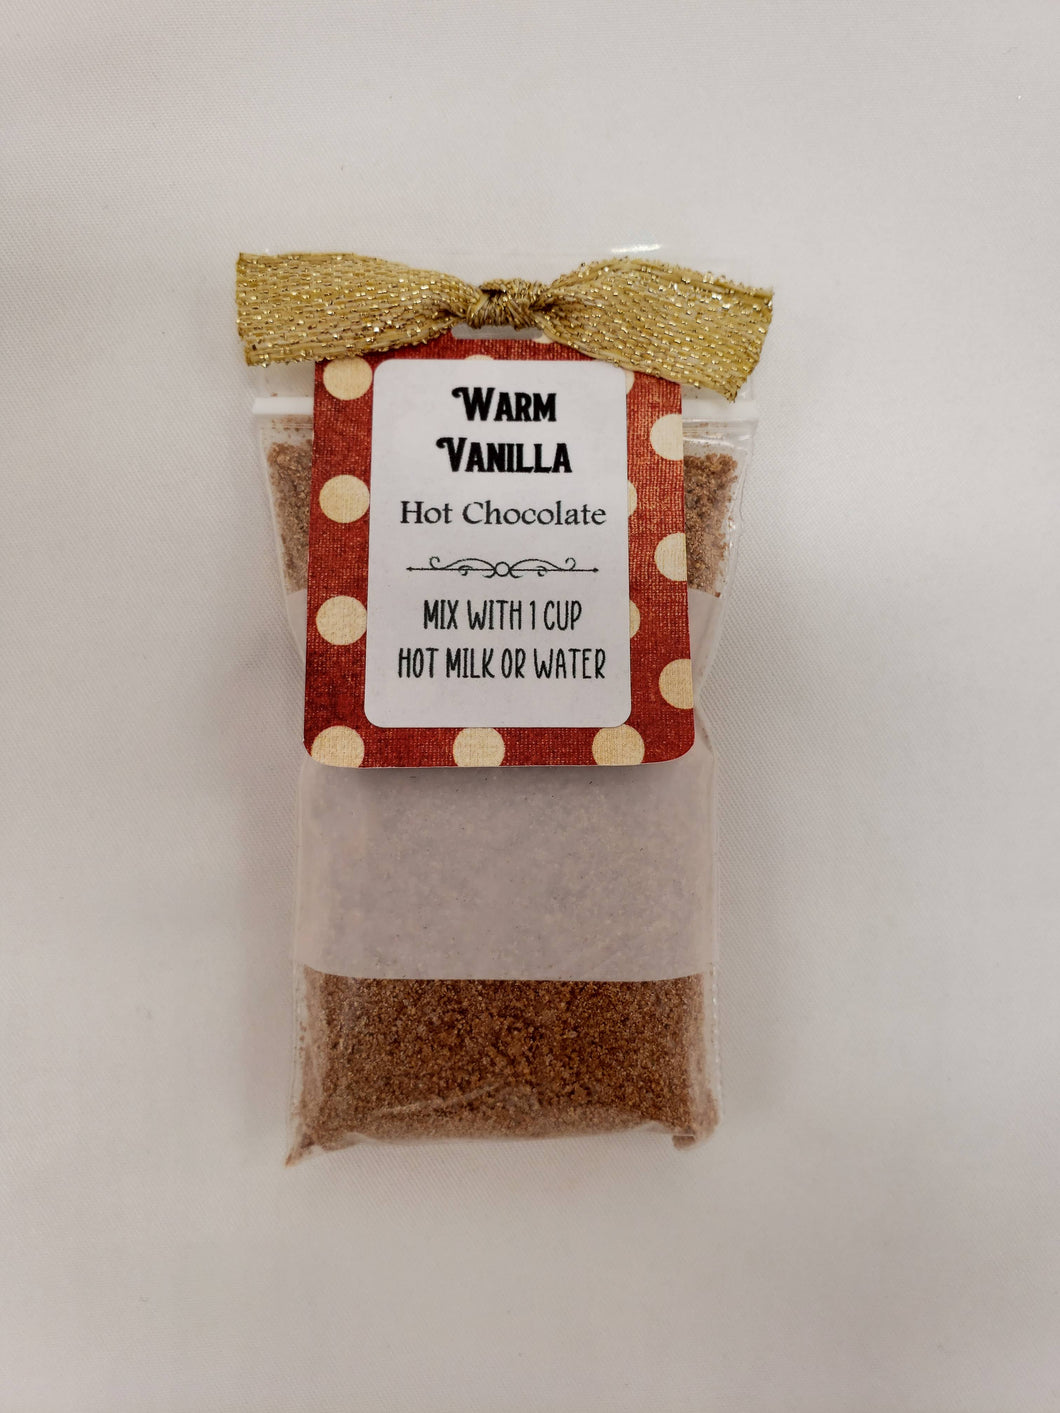 WARM
VANILLA
Hot Chocolate
MIX WITH 1 CUP
HOT MILK OR WATER